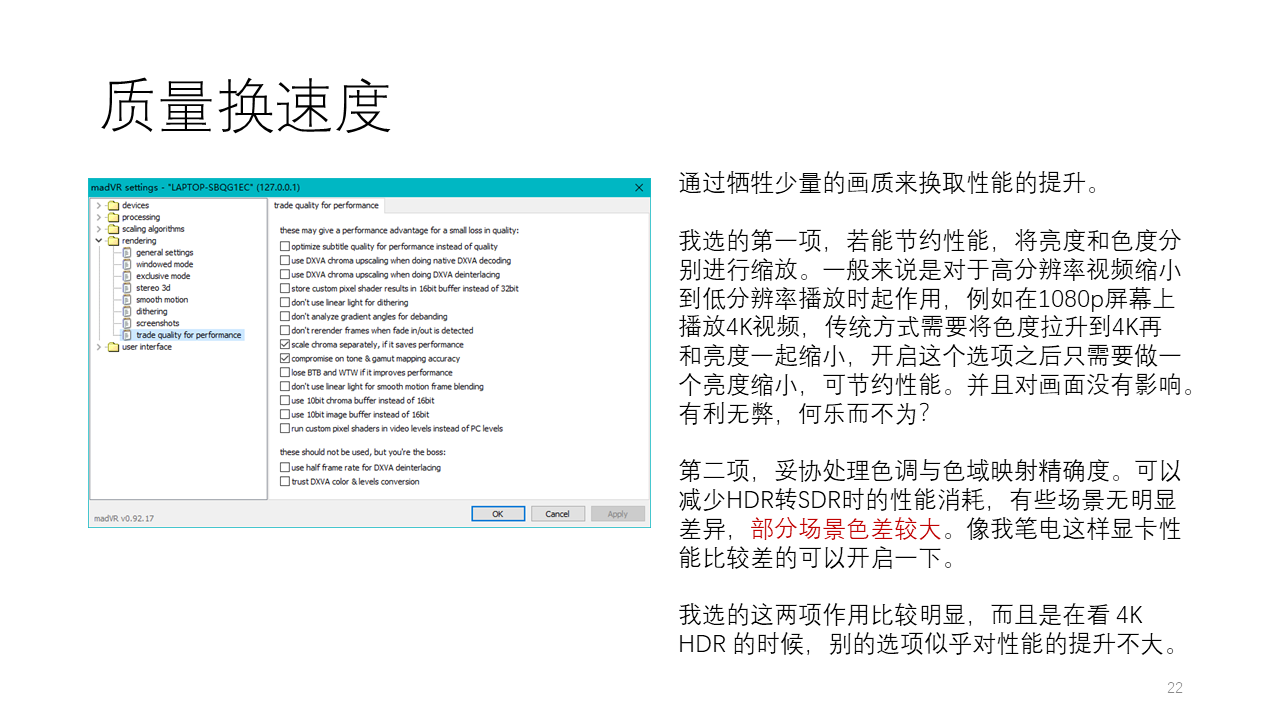 质量换速度
madVR settings - "LAPTOP-SBQG1EC" (127.0.0.1)
devices
processing
scaling algorithms
rendering
general settings
windowed mode
exclusive mode
stereo 3d
smooth motion
dithering
screenshots
trade quality for performance
user interface
trade quality for performance
these may give a performance advantage for a small loss in quality:
optimize subtitle quality for performance instead of quality
use DXVA chroma upscaling when doing native DXVA decoding
use DXVA chroma upscaling when doing DXVA deinterlacing
store custom pixel shader results in 16bit buffer instead of 32bit
don't use linear light for dithering
don't analyze gradient angles for debanding
don't rerender frames when fade in/out is detected
scale chroma separately, if it saves performance
compromise on tone & gamut mapping accuracy
lose BTB and WTW if it improves performance
don't use linear light for smooth motion frame blending
use 10bit chroma buffer instead of 16bit
use 10bit image buffer instead of 16bit
run custom pixel shaders in video levels instead of PC levels
these should not be used, but you're the boss:
use half frame rate for DXVA deinterlacing
trust DXVA color & levels conversion
madVR v0.92.17
OK
Cancel
Apply
通过牺牲少量的画质来换取性能的提升。
我选的第一项，若能节约性能，将亮度和色度分
别进行缩放。一般来说是对于高分辨率视频缩小
到低分辨率播放时起作用，例如在1080p屏幕上
播放4K视频，传统方式需要将色度拉升到4K再
和亮度一起缩小，开启这个选项之后只需要做一
个亮度缩小，可节约性能。并且对画面没有影响。
有利无弊，何乐而不为？
第二项，妥协处理色调与色域映射精确度。可以
减少HDR转SDR时的性能消耗，有些场景无明显
差异，部分场景色差较大。像我笔电这样显卡性
能比较差的可以开启一下。
我选的这两项作用比较明显，而且是在看 4K
HDR 的时候，别的选项似乎对性能的提升不大。
22